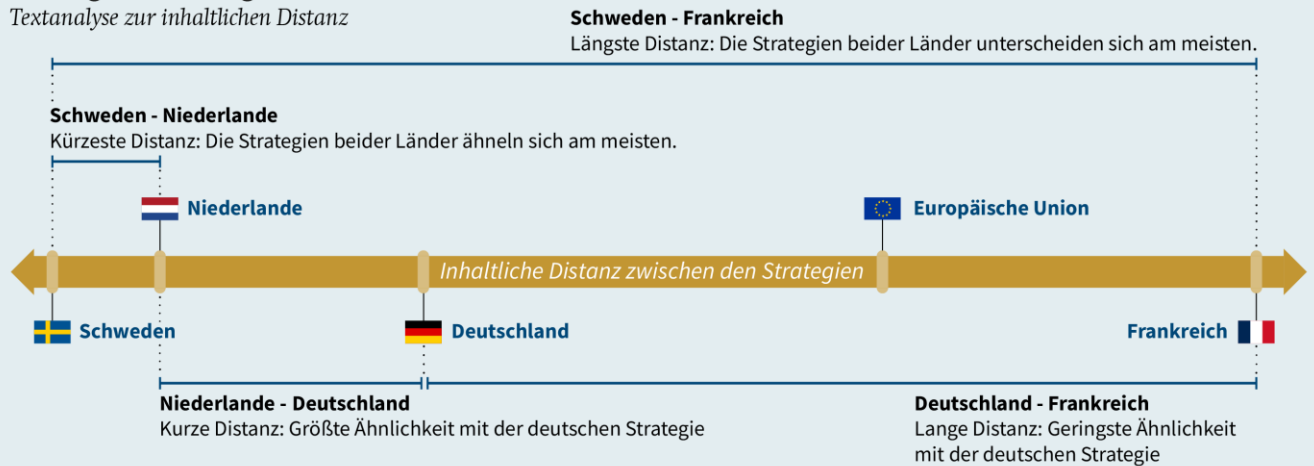 Textanalyse zur inhaltlichen Distanz
Schweden - Frankreich
Längste Distanz: Die Strategien beider Länder unterscheiden sich am meisten.
Schweden - Niederlande
Kürzeste Distanz: Die Strategien beider Länder ähneln sich am meisten.
Niederlande
Europäische Union
Inhaltliche Distanz zwischen den Strategien
Schweden
Deutschland
Frankreich
Niederlande - Deutschland
Kurze Distanz: Größte Ähnlichkeit mit der deutschen Strategie
Deutschland - Frankreich
Lange Distanz: Geringste Ähnlichkeit
mit der deutschen Strategie